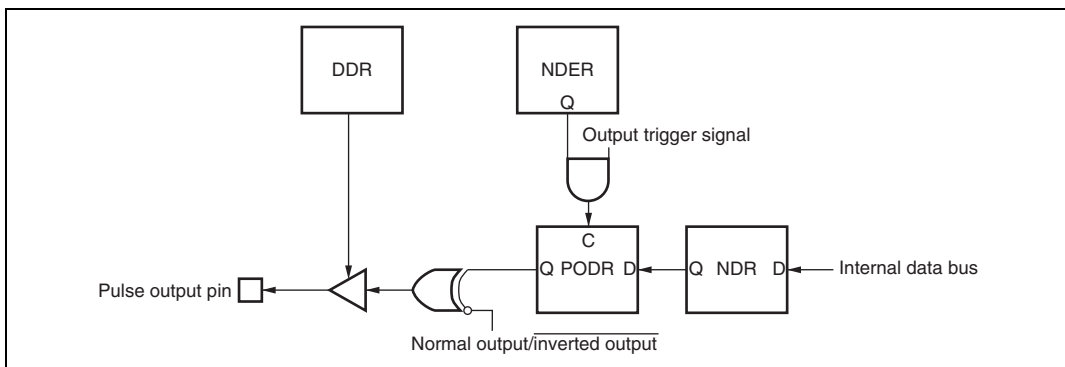 DDR
NDER
Q
Output trigger signal
C
Q PODR D
Q NDR D
Internal data bus
Pulse output pin
Normal output/inverted output